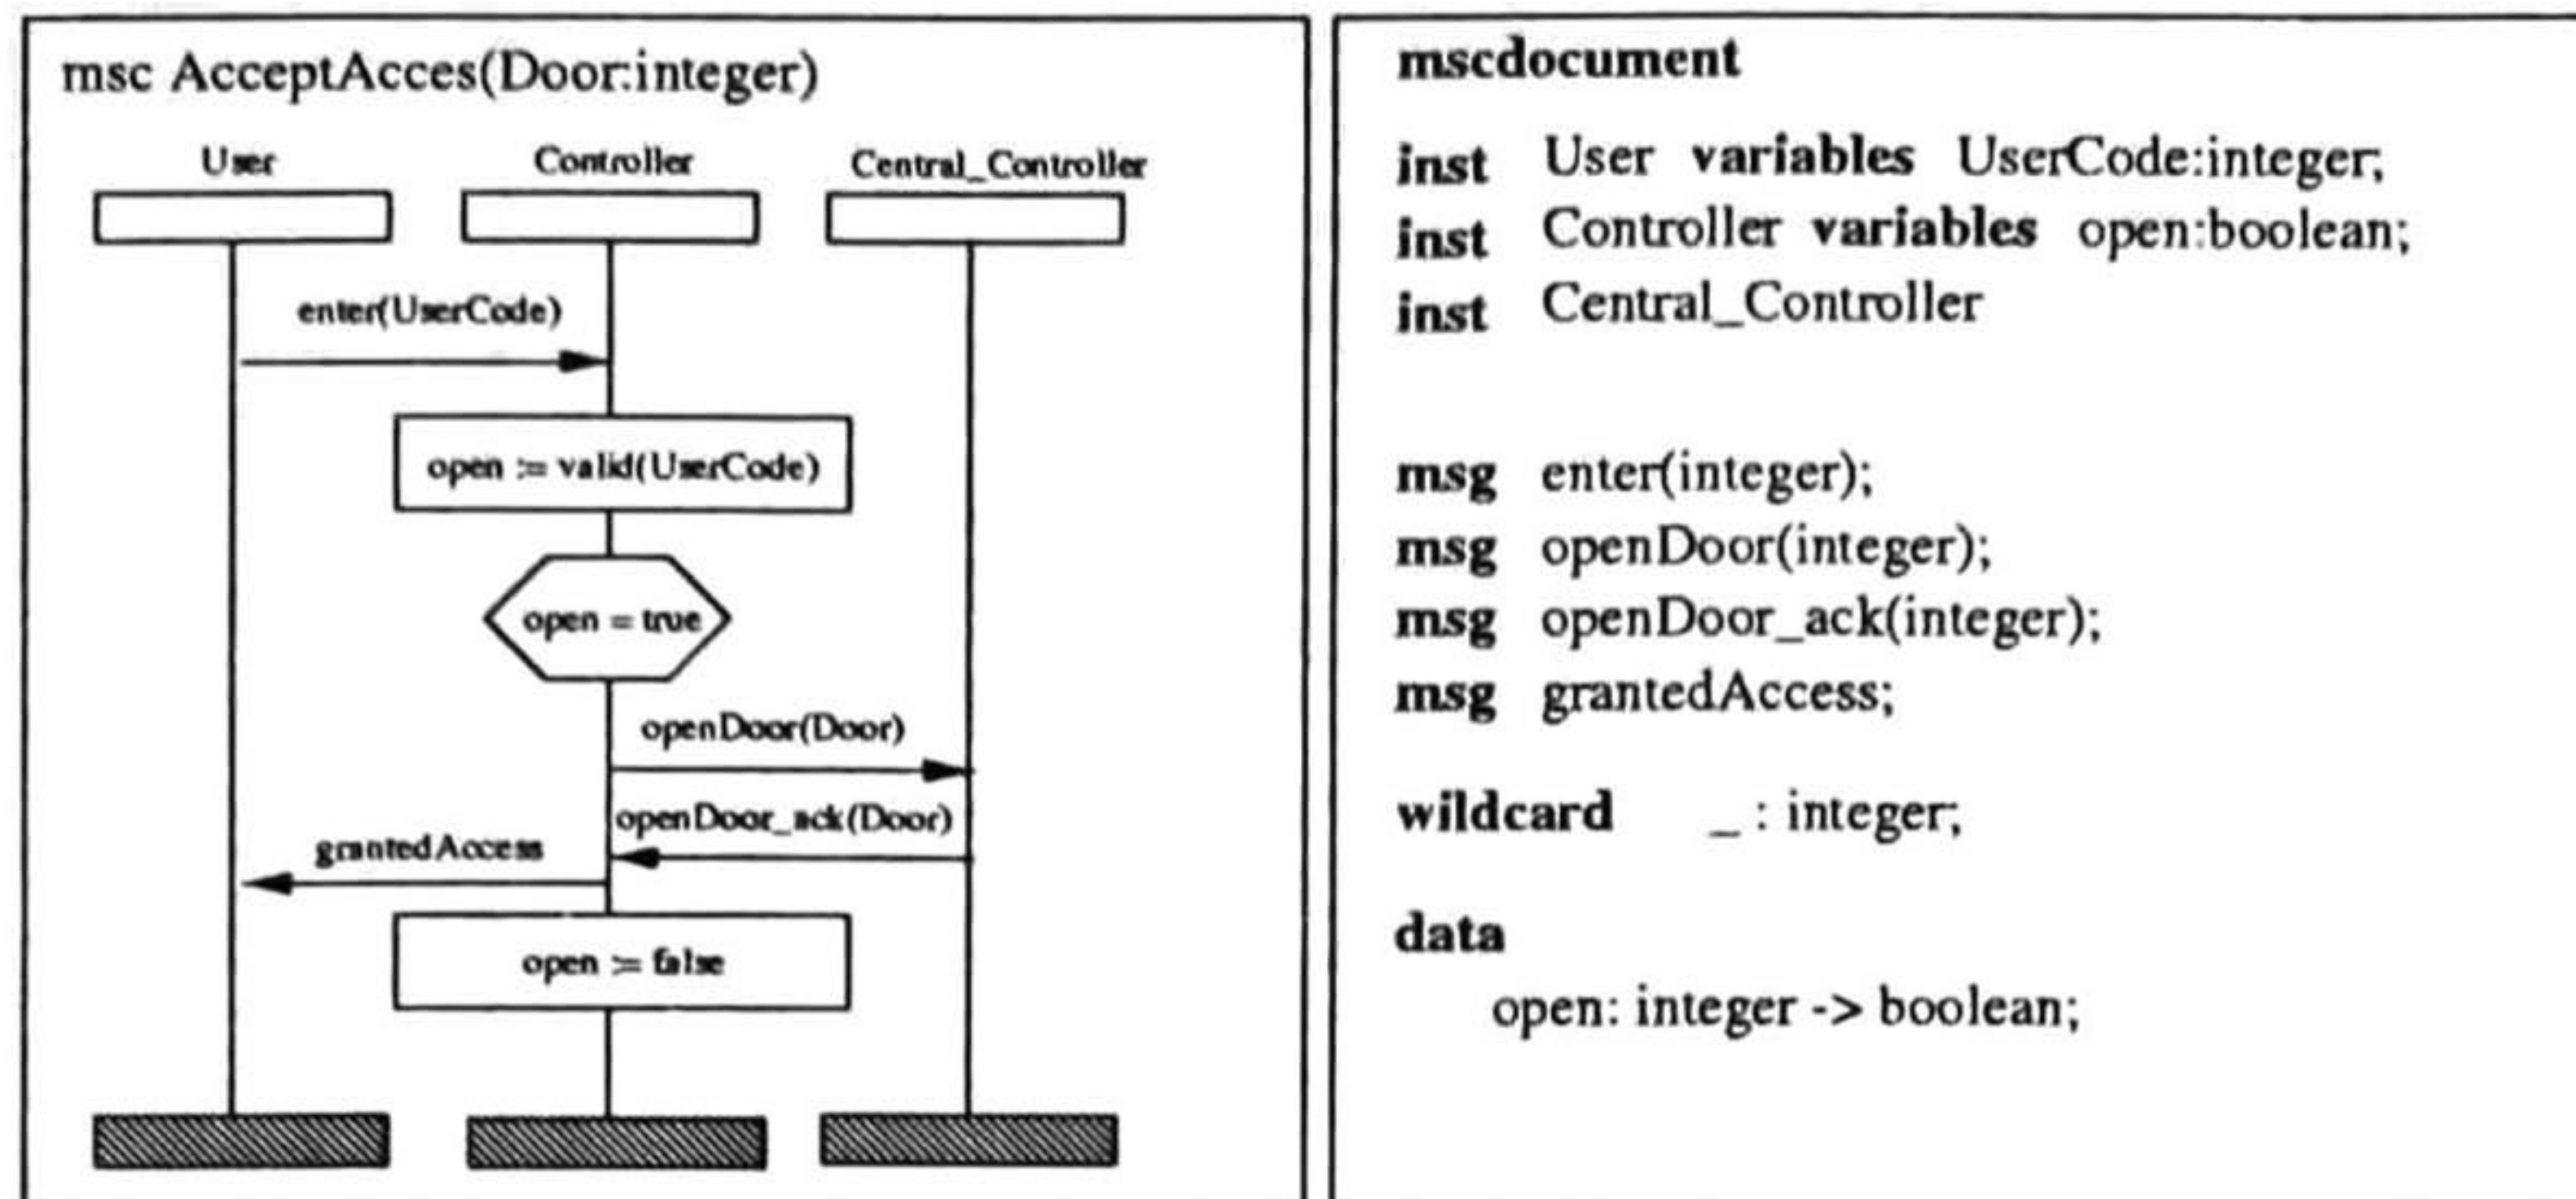 msc AcceptAcces(Door:integer)
User Controller Central_Controller
enter(UserCode)
open := valid(UserCode)
open = true
openDoor(Door)
openDoor_ack(Door)
grantedAccess
open := false
mscdocument
inst User variables UserCode:integer;
inst Controller variables open:boolean;
inst Central_Controller
msg enter(integer);
msg openDoor(integer);
msg openDoor_ack(integer);
msg grantedAccess;
wildcard _ : integer;
data
open: integer -> boolean;